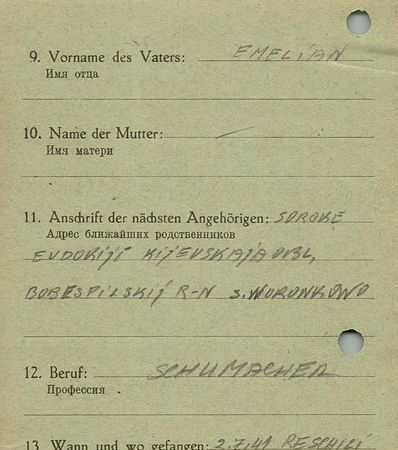 9. Vorname des Vaters: EMELIAN
Имя отца
10. Name der Mutter: —
Имя матери
11. Anschrift der nächsten Angehörigen: SOROKE
Адрес ближайших родственников
EVDOKIJI KIJEVSKAJA OBL,
BOBESPILSKIJ R-N S. WORONKOWO
12. Beruf: SCHUMACHER
Профессия
13. Wann und wo gefangen: 2.7.41 RESCHILI